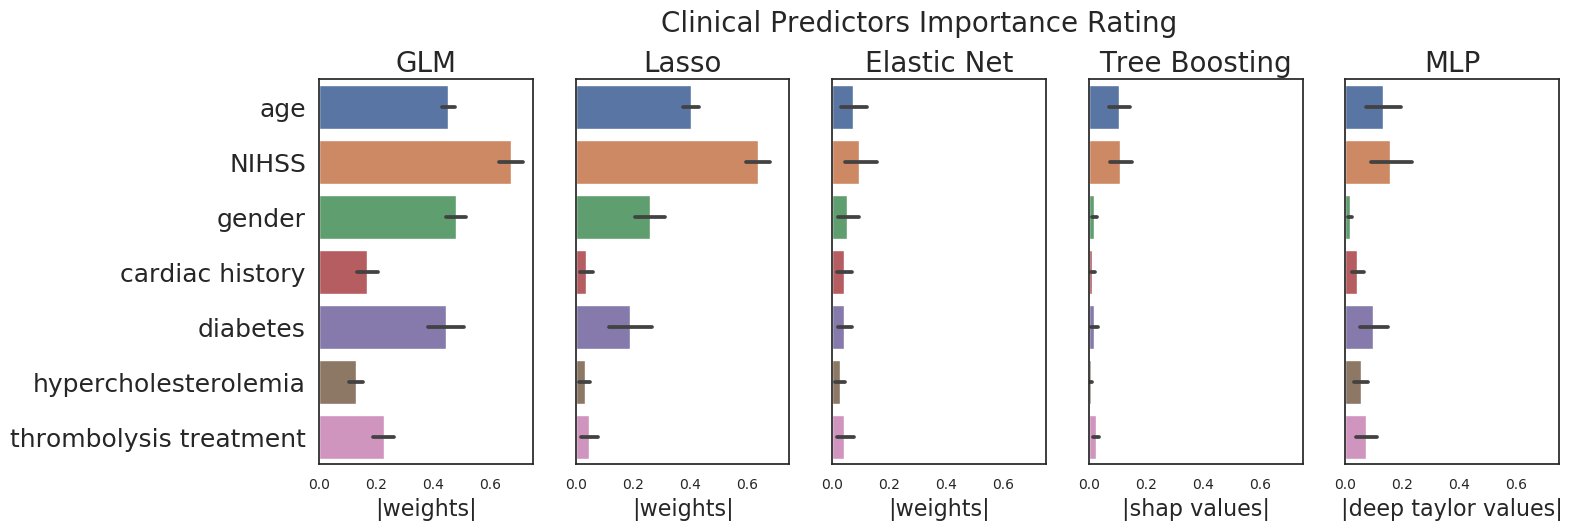 Clinical Predictors Importance Rating
GLM
Lasso
Elastic Net
Tree Boosting
MLP
age
NIHSS
gender
cardiac history
diabetes
hypercholesterolemia
thrombolysis treatment
0.0 0.2 0.4 0.6
0.0 0.2 0.4 0.6
0.0 0.2 0.4 0.6
0.0 0.2 0.4 0.6
0.0 0.2 0.4 0.6
|weights|
|weights|
|weights|
|shap values|
|deep taylor values|